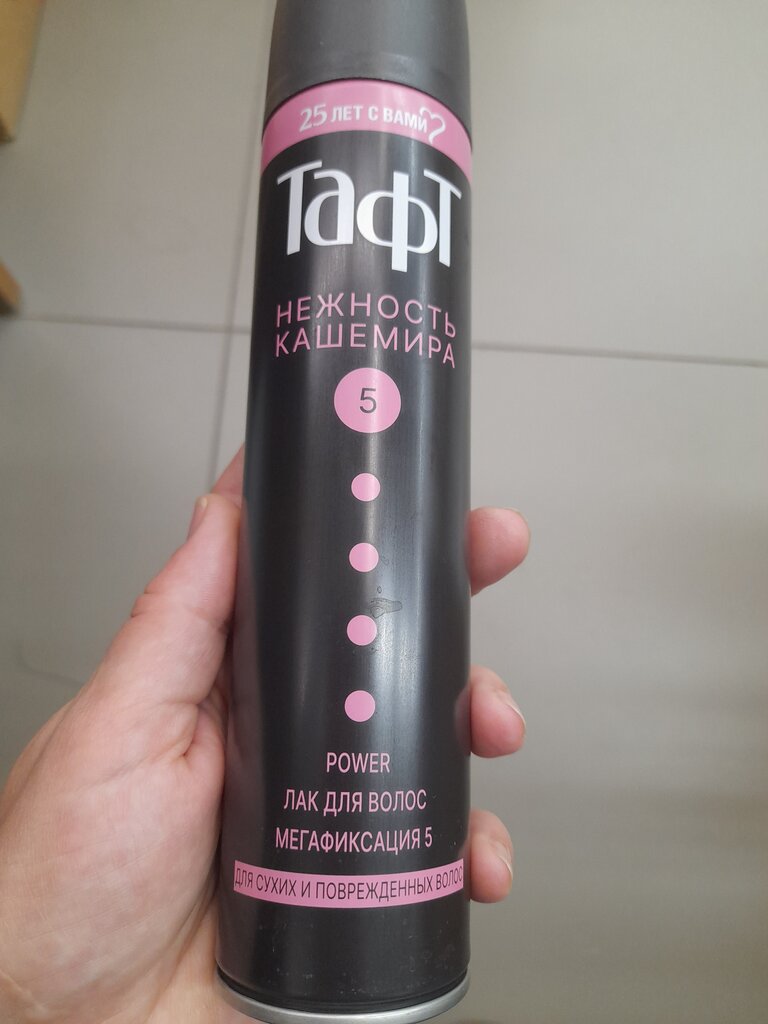 25 ЛЕТ С ВАМИ
Тафт
НЕЖНОСТЬ
КАШЕМИРА
5
POWER
ЛАК ДЛЯ ВОЛОС
МЕГАФИКСАЦИЯ 5
ДЛЯ СУХИХ И ПОВРЕЖДЕННЫХ ВОЛОС